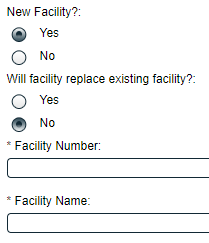 New Facility?:
Yes
No
Will facility replace existing facility?:
Yes
No
* Facility Number:
* Facility Name: